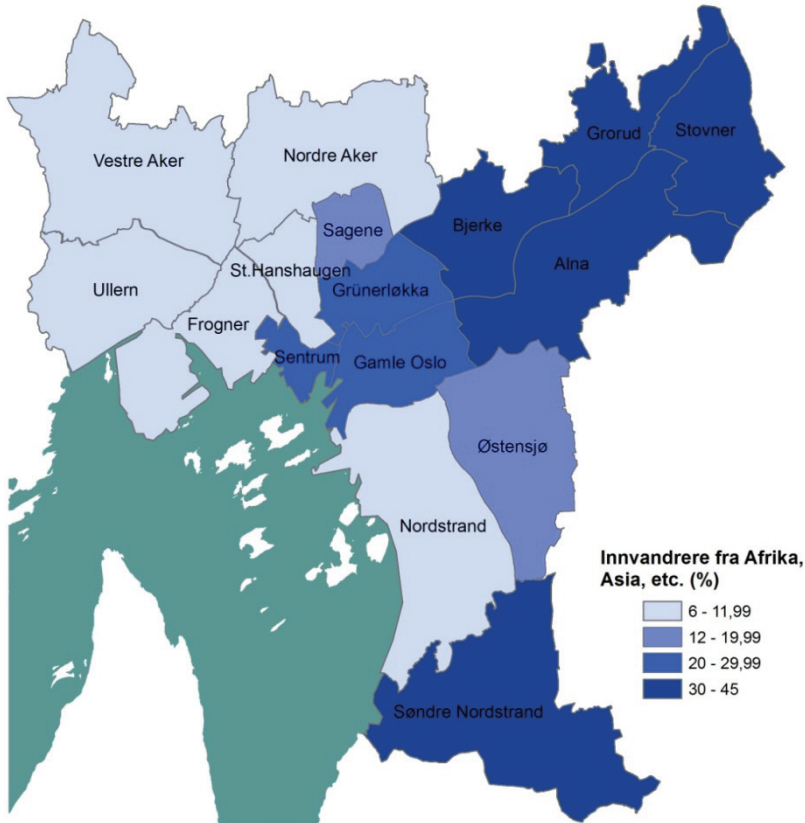 Vestre Aker
Nordre Aker
Grorud
Stovner
Sagene
Bjerke
St.Hanshaugen
Alna
Ullern
Grünerløkka
Frogner
Sentrum
Gamle Oslo
Østensjø
Nordstrand
Søndre Nordstrand
Innvandrere fra Afrika,
Asia, etc. (%)
6 - 11,99
12 - 19,99
20 - 29,99
30 - 45